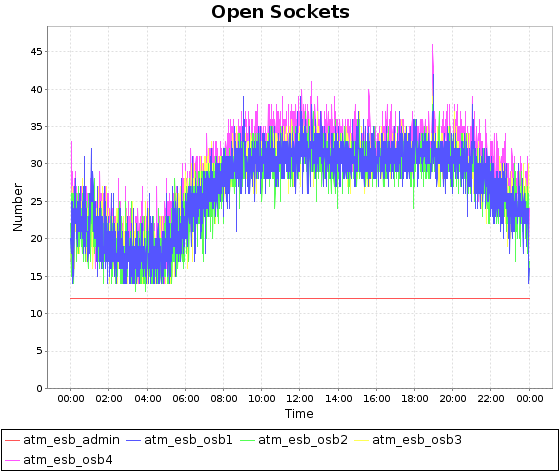 Open Sockets
Number
45
40
35
30
25
20
15
10
5
0
00:00 02:00 04:00 06:00 08:00 10:00 12:00 14:00 16:00 18:00 20:00 22:00 00:00
Time
atm_esb_admin atm_esb_osb1 atm_esb_osb2 atm_esb_osb3
atm_esb_osb4